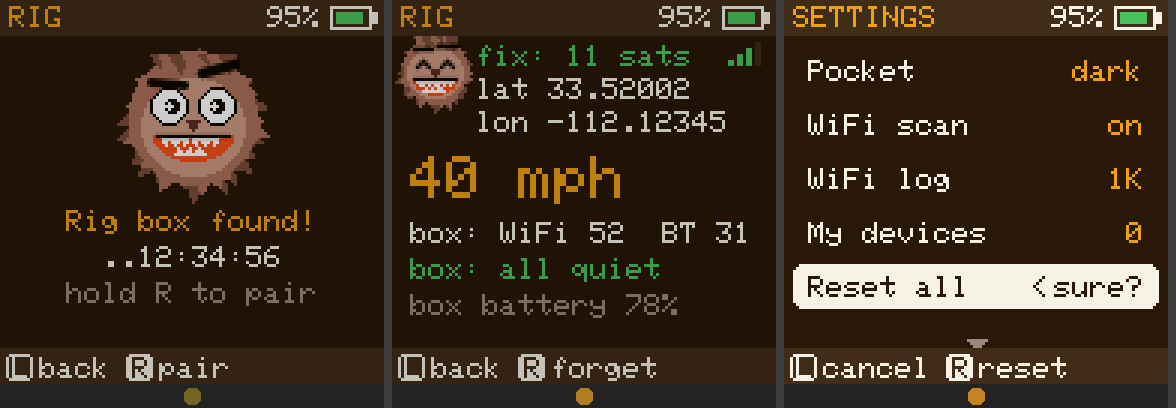 RIG 95%
Rig box found!
..12:34:56
hold R to pair
L back R pair
RIG 95%
fix: 11 sats
lat 33.52002
lon -112.12345
40 mph
box: WiFi 52 BT 31
box: all quiet
box battery 78%
L back R forget
SETTINGS 95%
Pocket dark
WiFi scan on
WiFi log 1K
My devices 0
Reset all <sure?
L cancel R reset